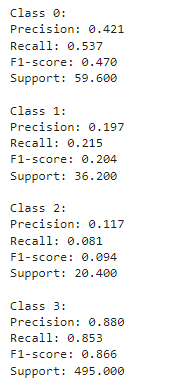 Class 0:
Precision: 0.421
Recall: 0.537
F1-score: 0.470
Support: 59.600
Class 1:
Precision: 0.197
Recall: 0.215
F1-score: 0.204
Support: 36.200
Class 2:
Precision: 0.117
Recall: 0.081
F1-score: 0.094
Support: 20.400
Class 3:
Precision: 0.880
Recall: 0.853
F1-score: 0.866
Support: 495.000